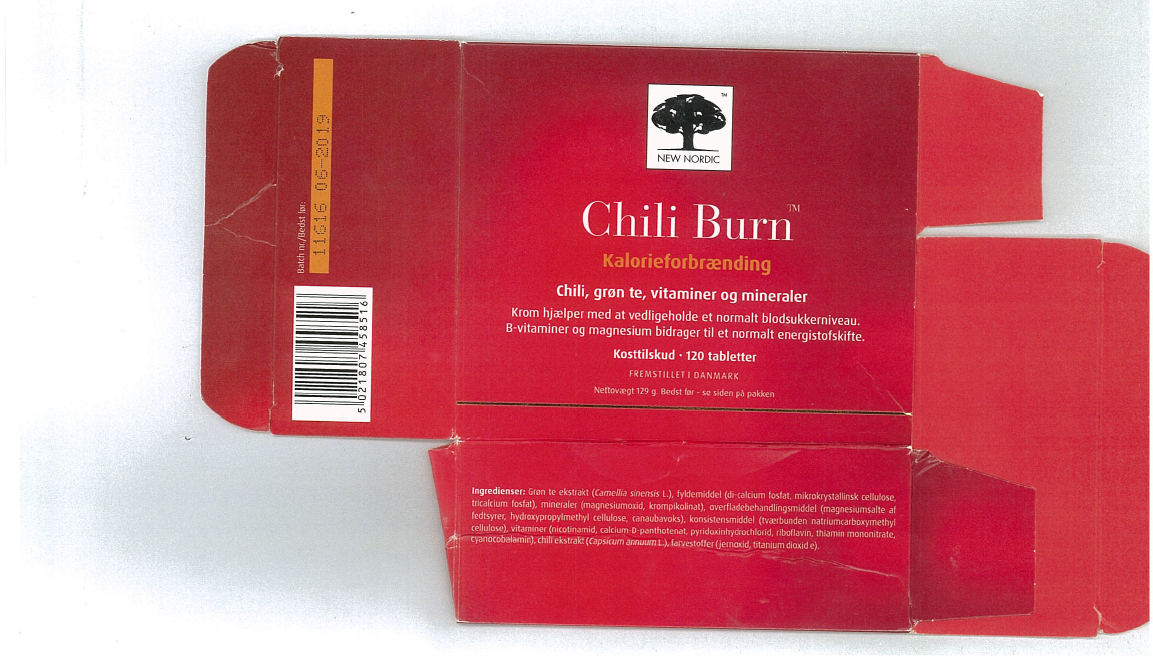 Batch nr./Bedst før:
11616 06-2019
5 021807 458516
TM
NEW NORDIC
Chili Burn™
Kalorieforbrænding
Chili, grøn te, vitaminer og mineraler
Krom hjælper med at vedligeholde et normalt blodsukkerniveau.
B-vitaminer og magnesium bidrager til et normalt energistofskifte.
Kosttilskud · 120 tabletter
FREMSTILLET I DANMARK
Nettovægt 129 g. Bedst før - se siden på pakken
Ingredienser: Grøn te ekstrakt (Camellia sinensis L.), fyldemiddel (di-calcium fosfat, mikrokrystallinsk cellulose,
tricalcium fosfat), mineraler (magnesiumoxid, krompikolinat), overfladebehandlingsmiddel (magnesiumsalte af
fedtsyrer, hydroxypropylmethyl cellulose, canaubavoks), konsistensmiddel (tværbunden natriumcarboxymethyl
cellulose), vitaminer (nicotinamid, calcium-D-panthotenat, pyridoxinhydrochlorid, riboflavin, thiamin mononitrate,
cyanocobalamin), chili ekstrakt (Capsicum annuum L.), farvestoffer (jernoxid, titanium dioxide).